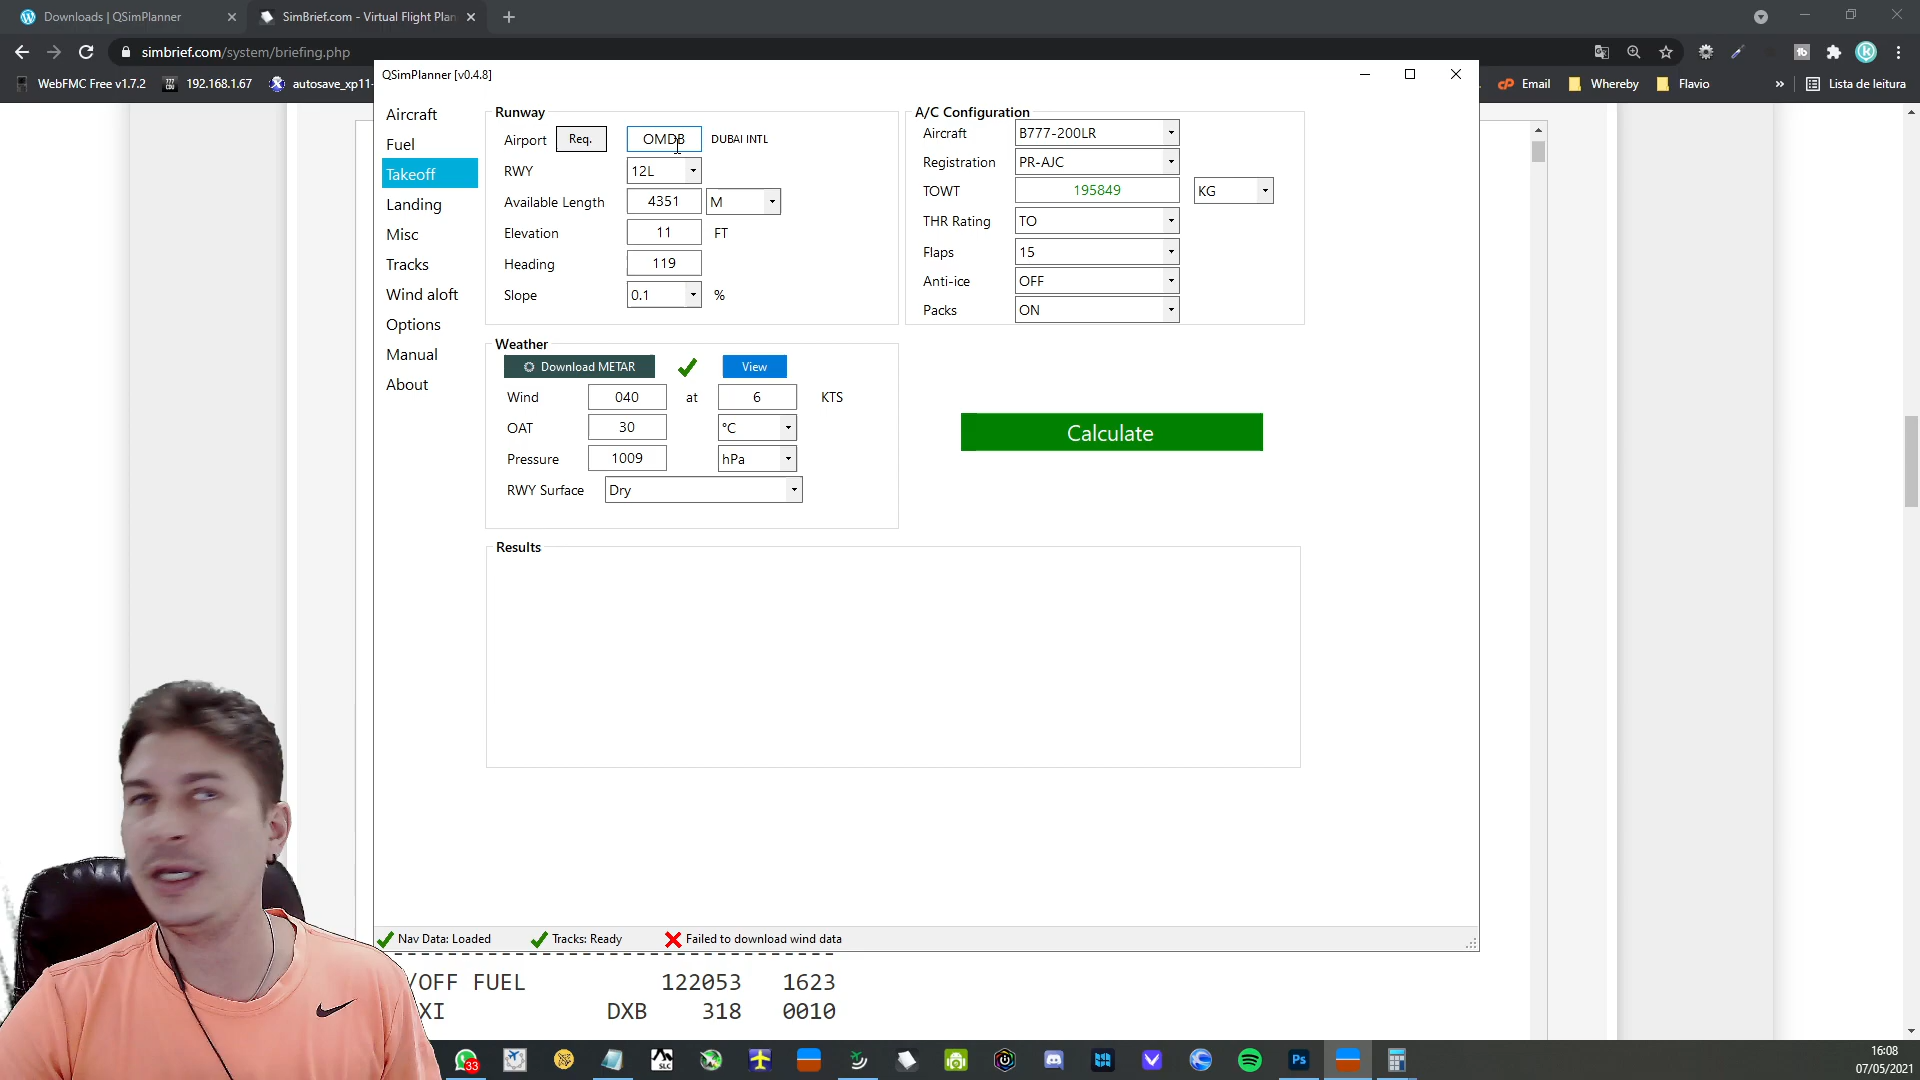 Downloads | QSimPlanner
SimBrief.com - Virtual Flight Plan
simbrief.com/system/briefing.php
WebFMC Free v1.7.2
192.168.1.67
autosave_xp11-
Email
Whereby
Flavio
»
Lista de leitura
QSimPlanner [v0.4.8]
Aircraft
Fuel
Takeoff
Landing
Misc
Tracks
Wind aloft
Options
Manual
About
Runway
Airport Req. OMDB DUBAI INTL
RWY 12L
Available Length 4351 M
Elevation 11 FT
Heading 119
Slope 0.1 %
A/C Configuration
Aircraft B777-200LR
Registration PR-AJC
TOWT 195849 KG
THR Rating TO
Flaps 15
Anti-ice OFF
Packs ON
Weather
Download METAR View
Wind 040 at 6 KTS
OAT 30 °C
Pressure 1009 hPa
RWY Surface Dry
Calculate
Results
Nav Data: Loaded Tracks: Ready Failed to download wind data
/OFF FUEL 122053 1623
XI DXB 318 0010
33
SLC
Ps
16:08
07/05/2021